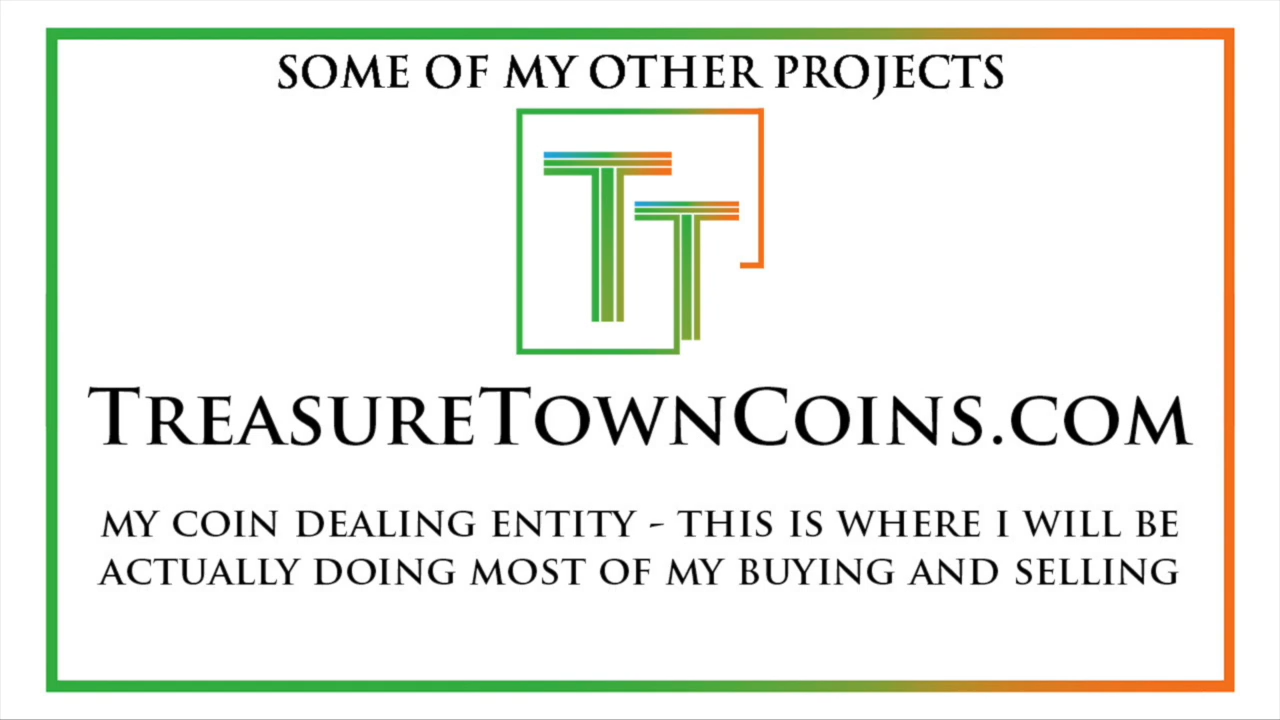 SOME OF MY OTHER PROJECTS
TT
TREASURETOWNCOINS.COM
MY COIN DEALING ENTITY - THIS IS WHERE I WILL BE
ACTUALLY DOING MOST OF MY BUYING AND SELLING